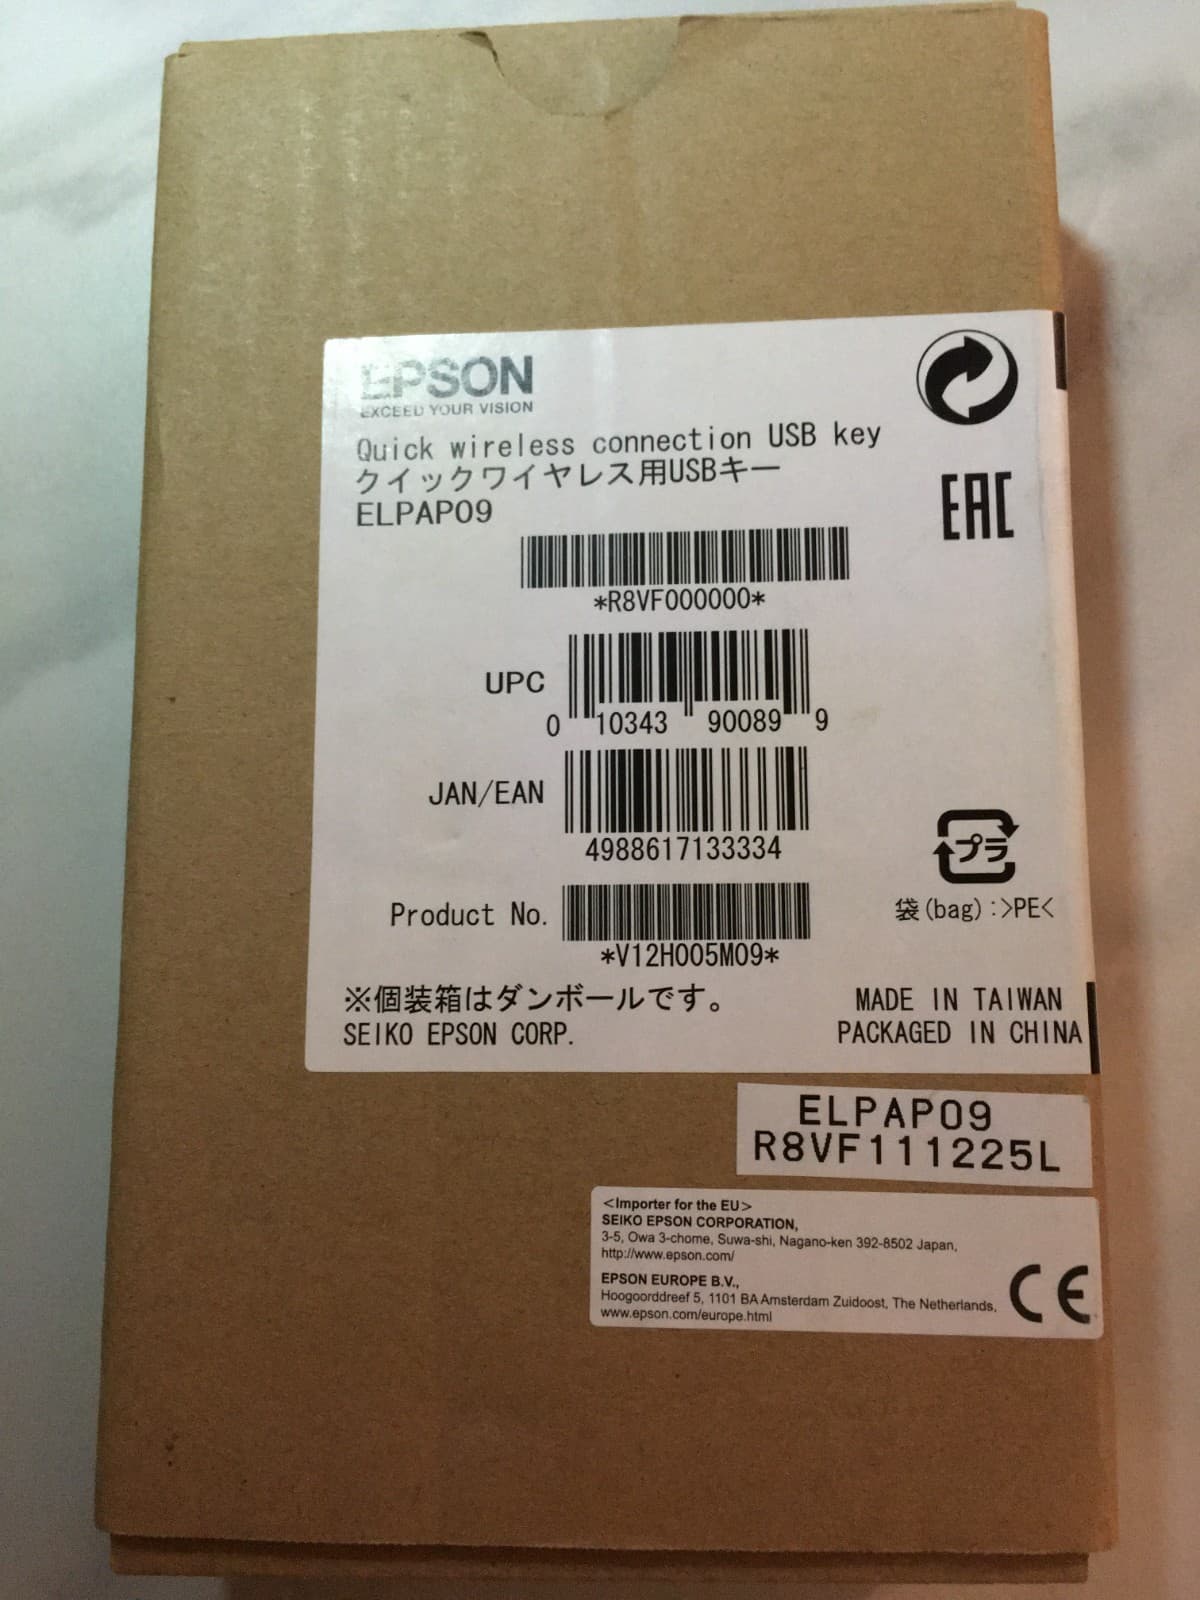 EPSON
EXCEED YOUR VISION
Quick wireless connection USB key
クイックワイヤレス用USBキー
ELPAP09
EAC
*R8VF000000*
UPC
0 10343 90089 9
JAN/EAN
4988617133334
プラ
袋(bag):>PE<
Product No.
*V12H005M09*
※個装箱はダンボールです。
SEIKO EPSON CORP.
MADE IN TAIWAN
PACKAGED IN CHINA
ELPAP09
R8VF111225L
<Importer for the EU>
SEIKO EPSON CORPORATION,
3-5, Owa 3-chome, Suwa-shi, Nagano-ken 392-8502 Japan,
http://www.epson.com/
EPSON EUROPE B.V.,
Hoogoorddreef 5, 1101 BA Amsterdam Zuidoost, The Netherlands,
www.epson.com/europe.html
CE